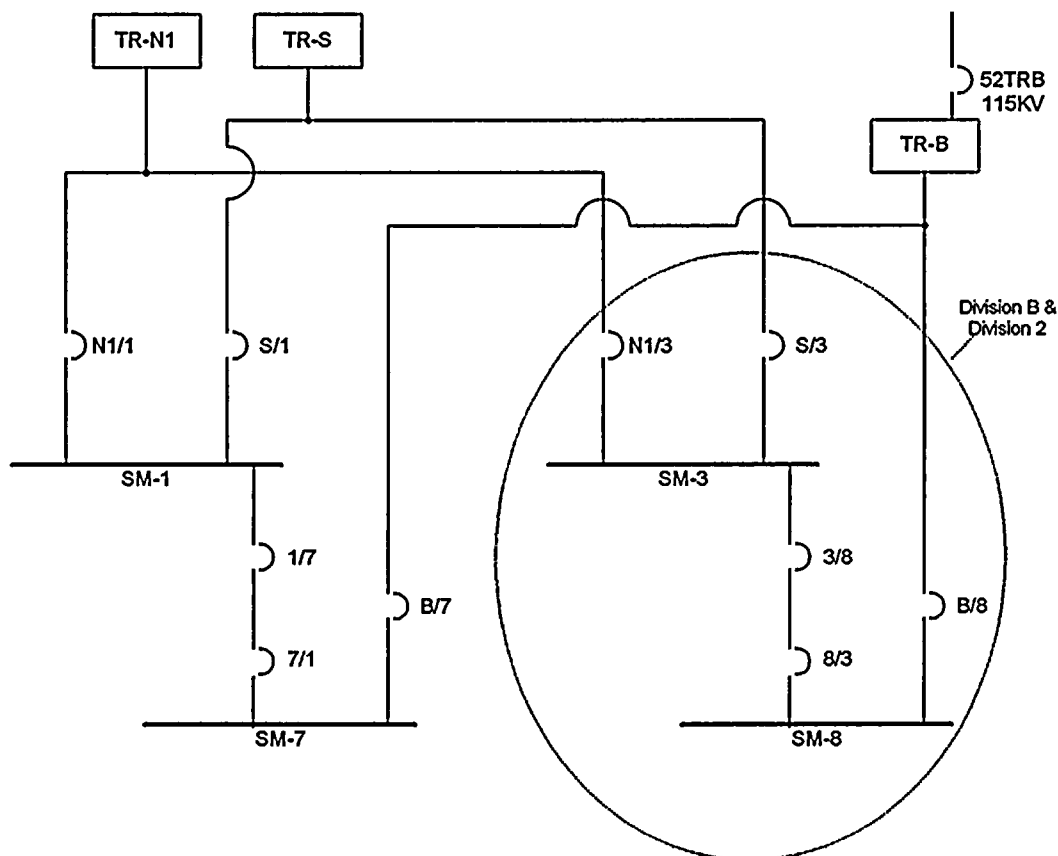 TR-N1
TR-S
52TRB
115KV
TR-B
Division B &
Division 2
N1/1
S/1
N1/3
S/3
SM-1
SM-3
1/7
3/8
B/7
B/8
7/1
8/3
SM-7
SM-8